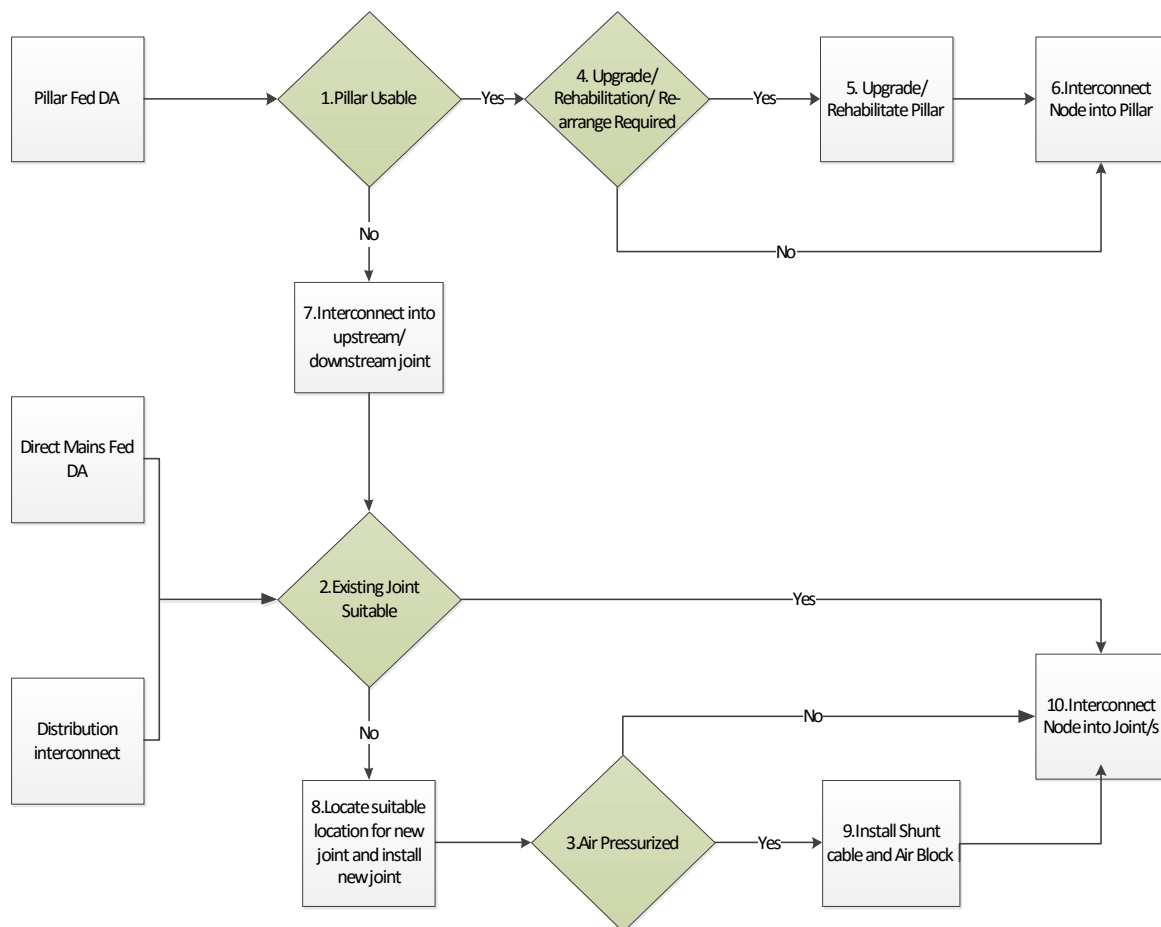 Pillar Fed DA
1.Pillar Usable
Yes
4. Upgrade/
Rehabilitation/ Re-
arrange Required
Yes
5. Upgrade/
Rehabilitate Pillar
6.Interconnect
Node into Pillar
No
No
7.Interconnect into
upstream/
downstream joint
Direct Mains Fed
DA
2.Existing Joint
Suitable
Yes
Distribution
interconnect
No
No
10.Interconnect
Node into Joint/s
8.Locate suitable
location for new
joint and install
new joint
3.Air Pressurized
Yes
9.Install Shunt
cable and Air Block